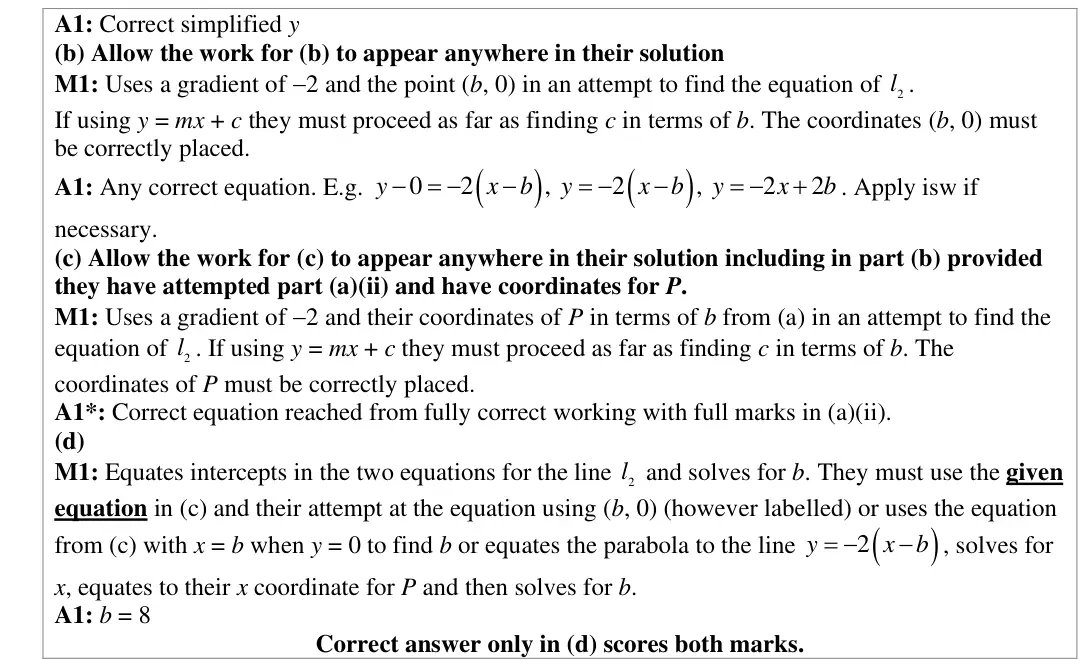 A1: Correct simplified y
(b) Allow the work for (b) to appear anywhere in their solution
M1: Uses a gradient of –2 and the point (b, 0) in an attempt to find the equation of l₂ .
If using y = mx + c they must proceed as far as finding c in terms of b. The coordinates (b, 0) must
be correctly placed.
A1: Any correct equation. E.g. y−0=−2(x−b), y=−2(x−b), y=−2x+2b . Apply isw if
necessary.
(c) Allow the work for (c) to appear anywhere in their solution including in part (b) provided
they have attempted part (a)(ii) and have coordinates for P.
M1: Uses a gradient of –2 and their coordinates of P in terms of b from (a) in an attempt to find the
equation of l₂ . If using y = mx + c they must proceed as far as finding c in terms of b. The
coordinates of P must be correctly placed.
A1*: Correct equation reached from fully correct working with full marks in (a)(ii).
(d)
M1: Equates intercepts in the two equations for the line l₂ and solves for b. They must use the given
equation in (c) and their attempt at the equation using (b, 0) (however labelled) or uses the equation
from (c) with x = b when y = 0 to find b or equates the parabola to the line y=−2(x−b), solves for
x, equates to their x coordinate for P and then solves for b.
A1: b = 8
Correct answer only in (d) scores both marks.